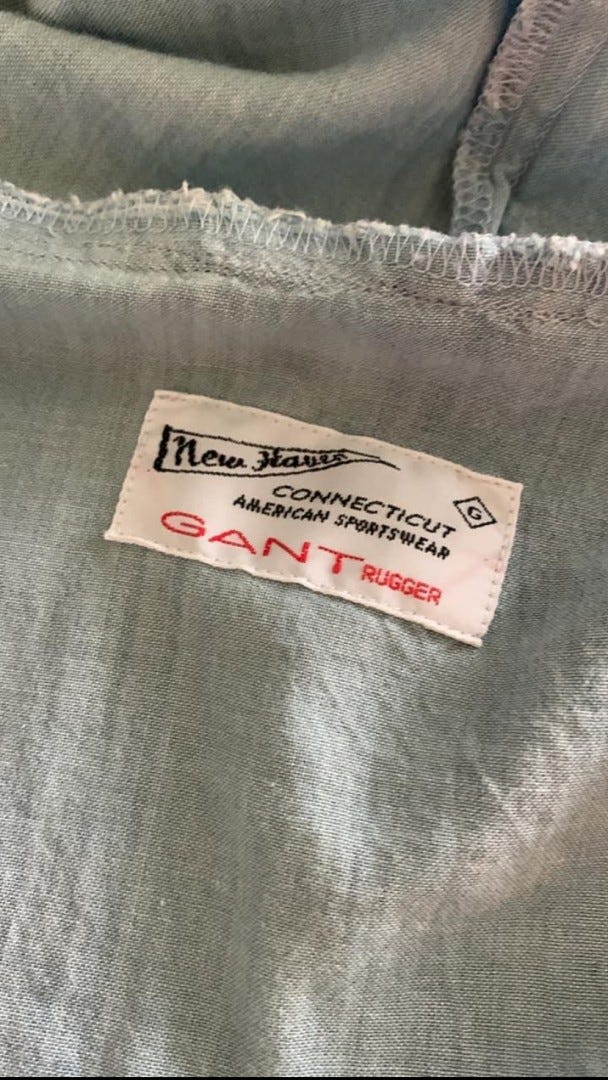 New Haven
CONNECTICUT
G
AMERICAN SPORTSWEAR
GANT RUGGER